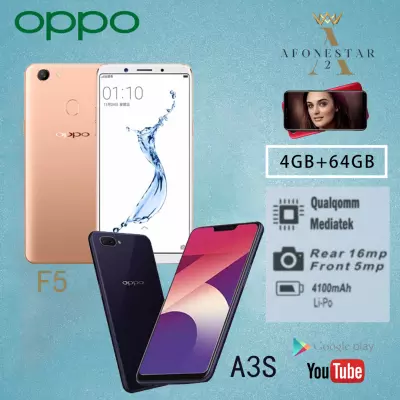 oppo
AFONESTAR
2
oppo
01:10
4GB+64GB
Qualqomm
Mediatek
Rear 16mp
Front 5mp
4100mAh
Li-Po
F5
oppo
A3S
Google play
YouTube